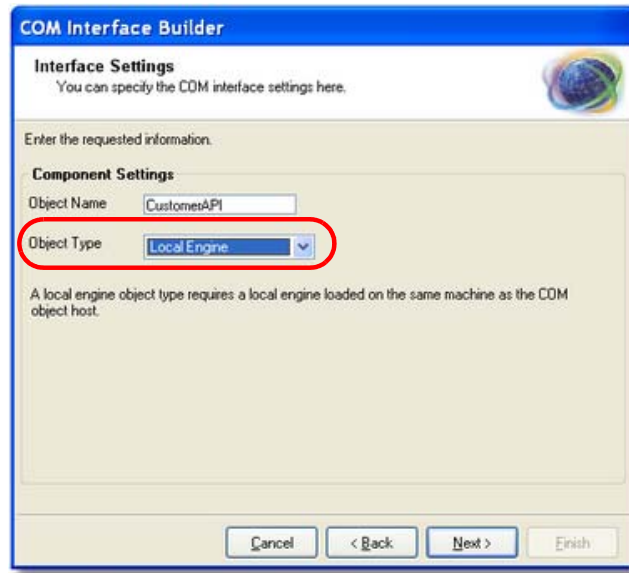 COM Interface Builder
Interface Settings
You can specify the COM interface settings here.
Enter the requested information.
Component Settings
Object Name CustomerAPI
Object Type Local Engine
A local engine object type requires a local engine loaded on the same machine as the COM
object host.
Cancel < Back Next > Finish